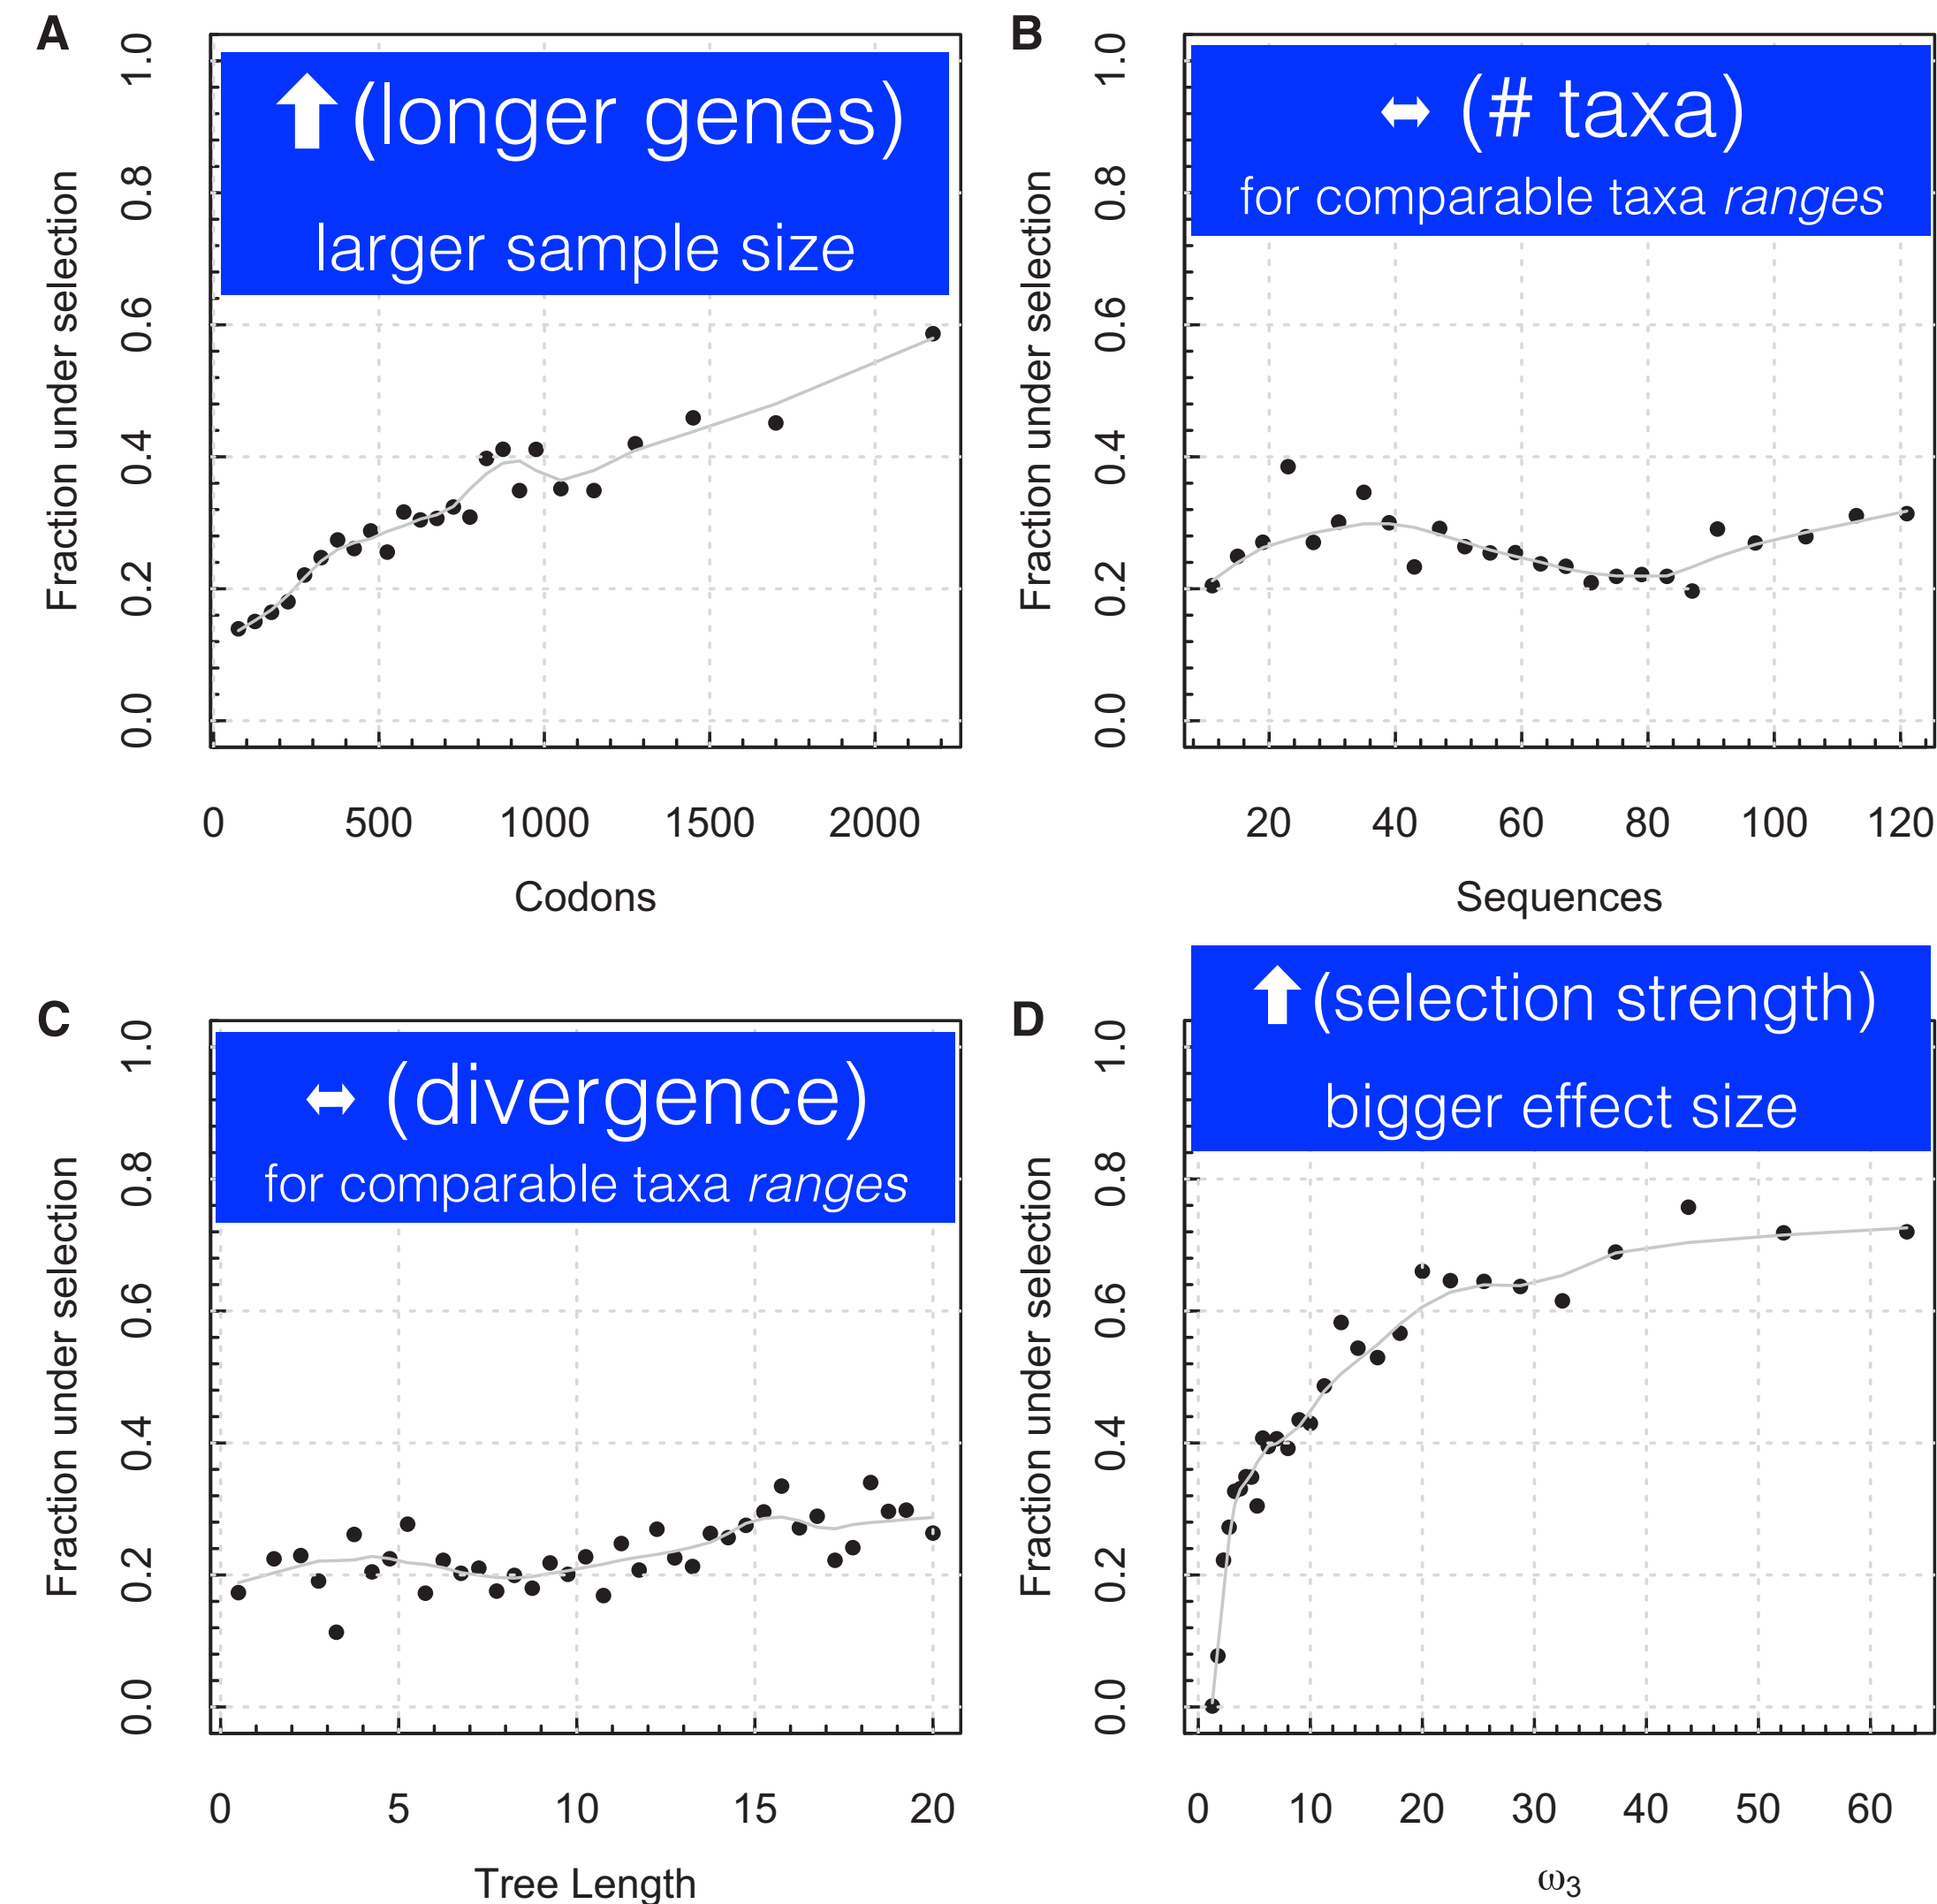 A
⬆(longer genes)
larger sample size
Fraction under selection
0.0 0.2 0.4 0.6 0.8 1.0
0 500 1000 1500 2000
Codons
B
↔ (# taxa)
for comparable taxa ranges
Fraction under selection
0.0 0.2 0.4 0.6 0.8 1.0
20 40 60 80 100 120
Sequences
C
↔ (divergence)
for comparable taxa ranges
Fraction under selection
0.0 0.2 0.4 0.6 0.8 1.0
0 5 10 15 20
Tree Length
D
⬆(selection strength)
bigger effect size
Fraction under selection
0.0 0.2 0.4 0.6 0.8 1.0
0 10 20 30 40 50 60
ω₃